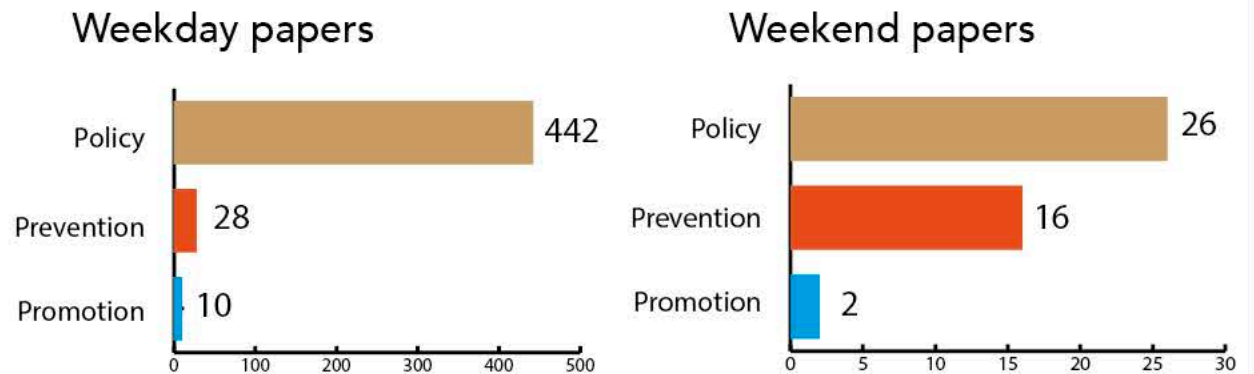 Weekday papers
Policy 442
Prevention 28
Promotion 10
0 100 200 300 400 500
Weekend papers
Policy 26
Prevention 16
Promotion 2
0 5 10 15 20 25 30